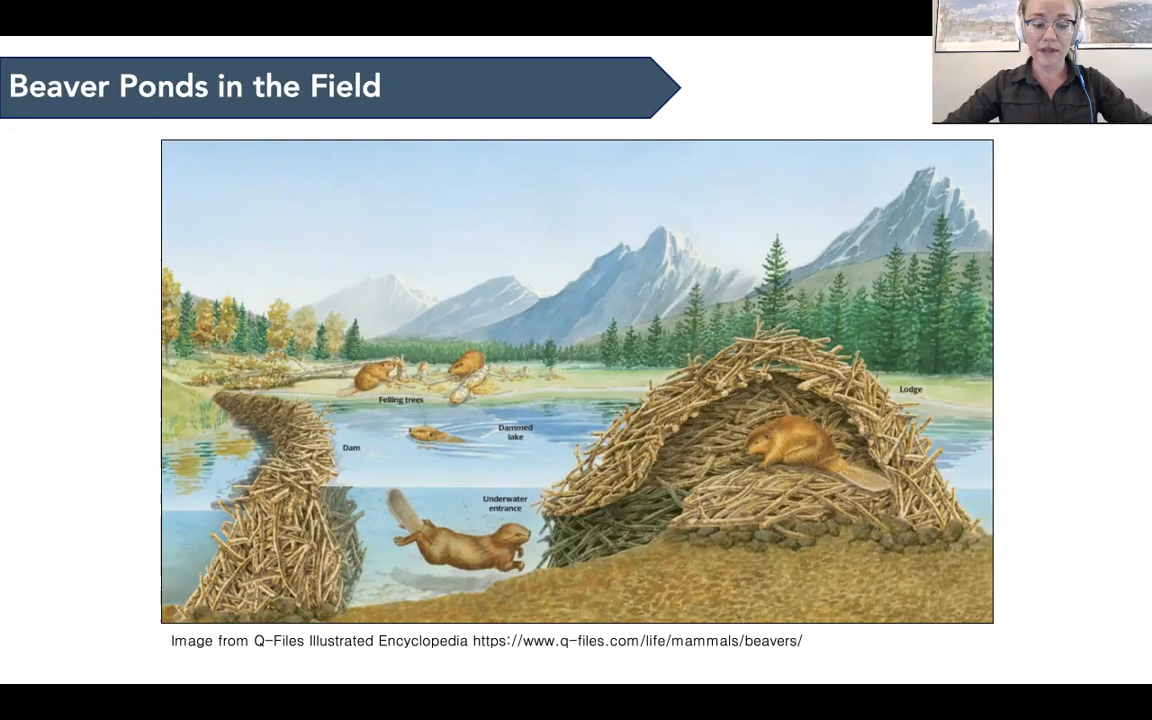 Beaver Ponds in the Field
Lodge
Felling trees
Dammed
lake
Dam
Underwater
entrance
Image from Q-Files Illustrated Encyclopedia https://www.q-files.com/life/mammals/beavers/